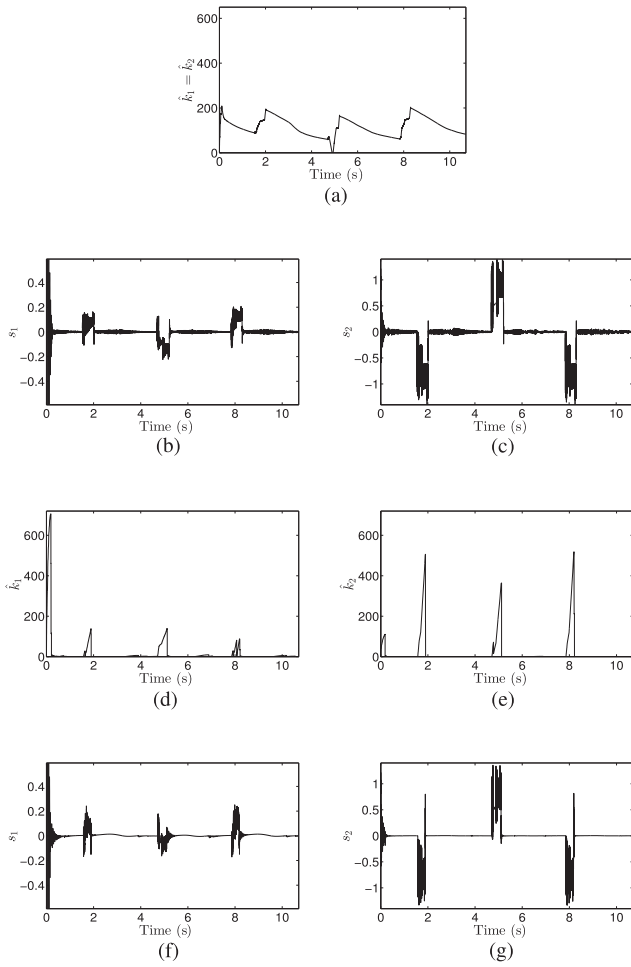 600
400
200
0
k̂₁ = k̂₂
0 2 4 6 8 10
Time (s)
(a)
0.4
0.2
0
−0.2
−0.4
s₁
0 2 4 6 8 10
Time (s)
(b)
1
0.5
0
−0.5
−1
s₂
0 2 4 6 8 10
Time (s)
(c)
600
400
200
0
k̂₁
0 2 4 6 8 10
Time (s)
(d)
600
400
200
0
k̂₂
0 2 4 6 8 10
Time (s)
(e)
0.4
0.2
0
−0.2
−0.4
s₁
0 2 4 6 8 10
Time (s)
(f)
1
0.5
0
−0.5
−1
s₂
0 2 4 6 8 10
Time (s)
(g)